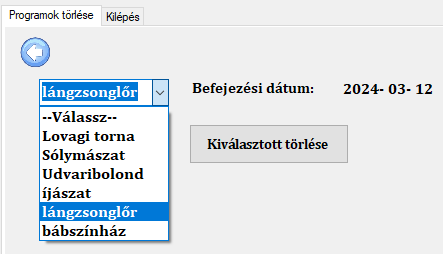 Programok törlése Kilépés
lángzsonglőr Befejezési dátum: 2024- 03- 12
--Válassz--
Lovagi torna
Sólymászat
Udvaribolond
íjászat
lángzsonglőr
bábszínház
Kiválasztott törlése